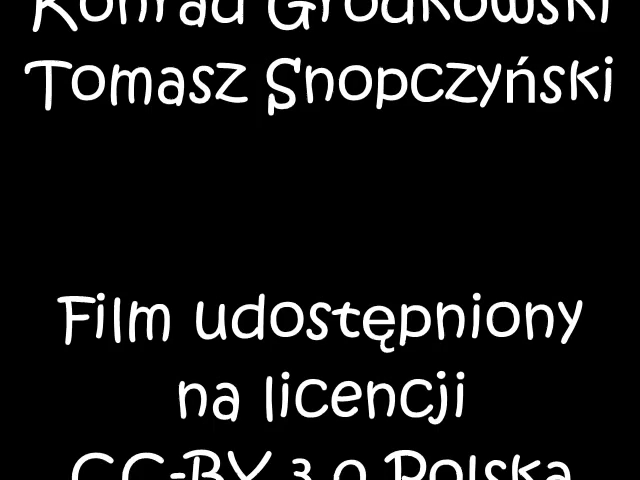 Konrad Grodkowski
Tomasz Snopczyński
Film udostępniony
na licencji
CC-BY 3.0 Polska